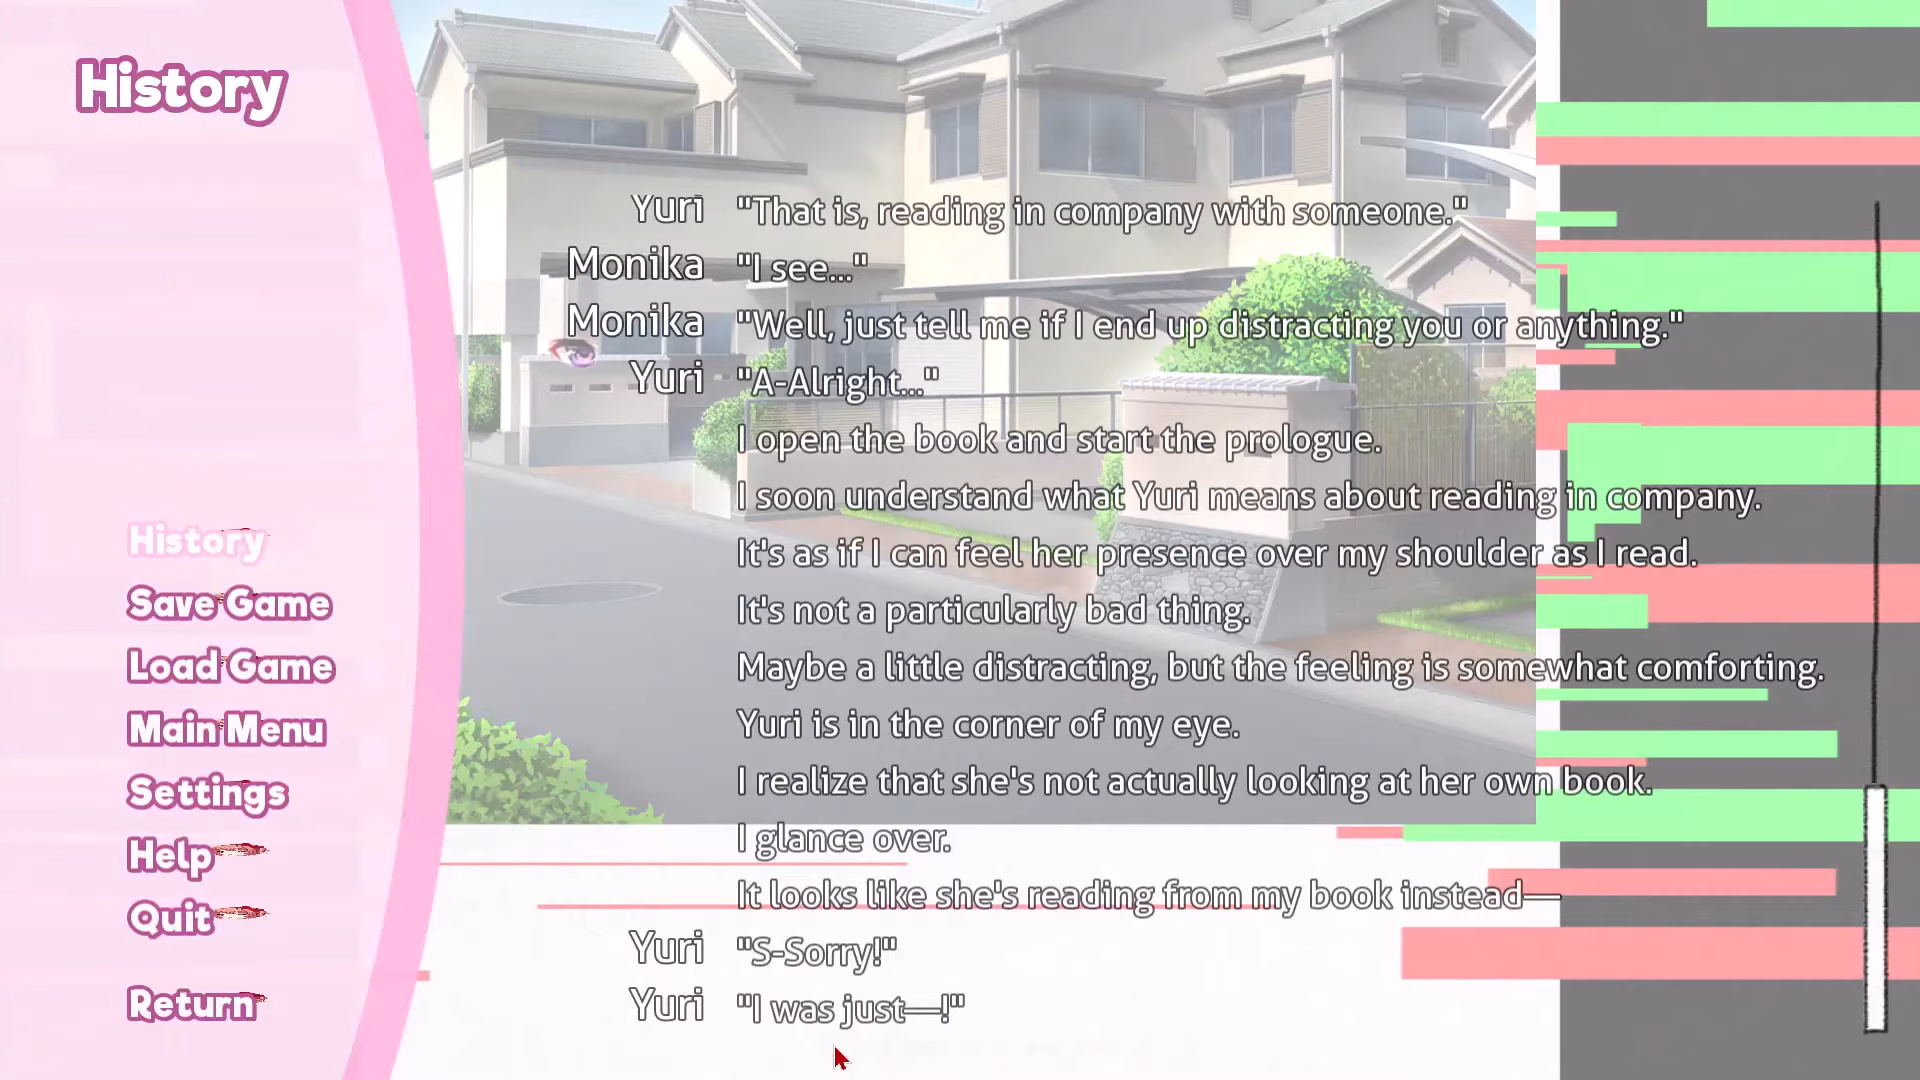 History
Yuri "That is, reading in company with someone."
Monika "I see..."
Monika "Well, just tell me if I end up distracting you or anything."
Yuri "A-Alright..."
I open the book and start the prologue.
I soon understand what Yuri means about reading in company.
It's as if I can feel her presence over my shoulder as I read.
It's not a particularly bad thing.
Maybe a little distracting, but the feeling is somewhat comforting.
Yuri is in the corner of my eye.
I realize that she's not actually looking at her own book.
I glance over.
It looks like she's reading from my book instead—
Yuri "S-Sorry!"
Yuri "I was just—!"
History
Save Game
Load Game
Main Menu
Settings
Help
Quit
Return